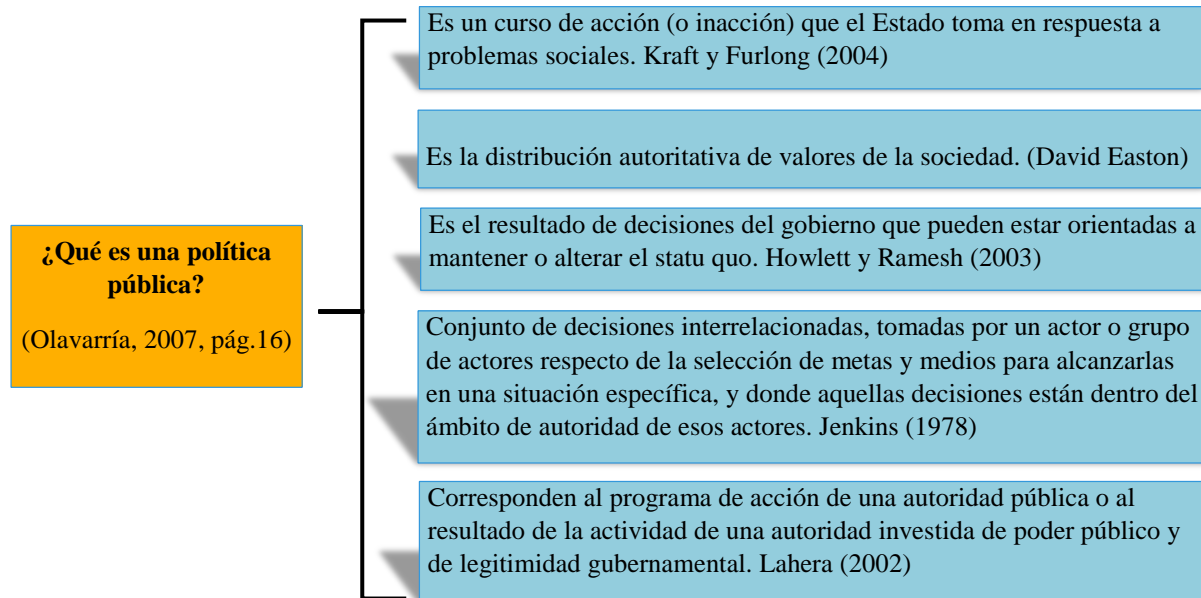 ¿Qué es una política
pública?
(Olavarría, 2007, pág.16)
Es un curso de acción (o inacción) que el Estado toma en respuesta a
problemas sociales. Kraft y Furlong (2004)
Es la distribución autoritativa de valores de la sociedad. (David Easton)
Es el resultado de decisiones del gobierno que pueden estar orientadas a
mantener o alterar el statu quo. Howlett y Ramesh (2003)
Conjunto de decisiones interrelacionadas, tomadas por un actor o grupo
de actores respecto de la selección de metas y medios para alcanzarlas
en una situación específica, y donde aquellas decisiones están dentro del
ámbito de autoridad de esos actores. Jenkins (1978)
Corresponden al programa de acción de una autoridad pública o al
resultado de la actividad de una autoridad investida de poder público y
de legitimidad gubernamental. Lahera (2002)